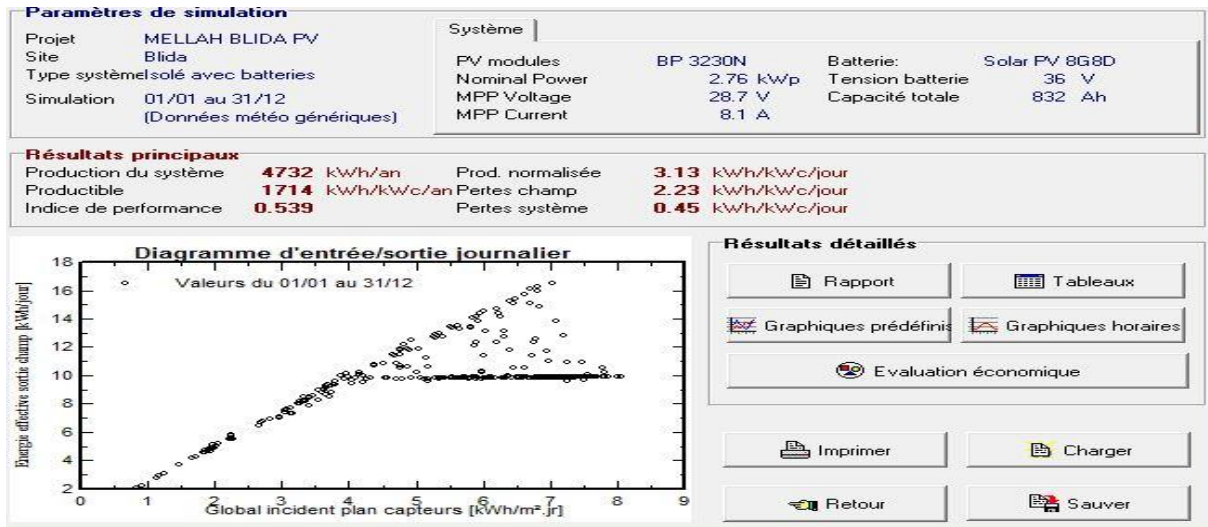 Paramètres de simulation
Projet MELLAH BLIDA PV
Site Blida
Type système Isolé avec batteries
Simulation 01/01 au 31/12
(Données météo génériques)
Système
PV modules BP 3230N Batterie: Solar PV 8G8D
Nominal Power 2.76 kWp Tension batterie 36 V
MPP Voltage 28.7 V Capacité totale 832 Ah
MPP Current 8.1 A
Résultats principaux
Production du système 4732 kWh/an Prod. normalisée 3.13 kWh/kWc/jour
Productible 1714 kWh/kWc/an Pertes champ 2.23 kWh/kWc/jour
Indice de performance 0.539 Pertes système 0.45 kWh/kWc/jour
Diagramme d'entrée/sortie journalier
Valeurs du 01/01 au 31/12
Energie effective sortie champ [kWh/jour]
18
16
14
12
10
8
6
4
2
0 1 2 3 4 5 6 7 8 9
Global incident plan capteurs [kWh/m².jr]
Résultats détaillés
Rapport Tableaux
Graphiques prédéfinis Graphiques horaires
Evaluation économique
Imprimer Charger
Retour Sauver